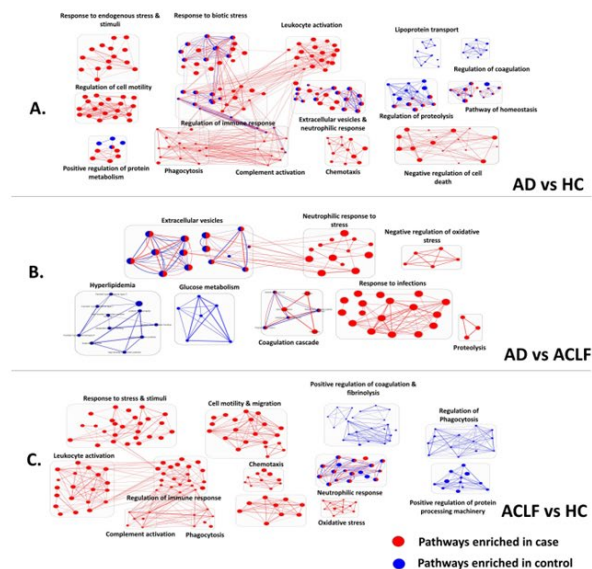 Response to endogenous stress &
stimuli
Response to biotic stress
Leukocyte activation
Lipoprotein transport
Regulation of coagulation
Regulation of cell motility
A.
Regulation of immune response
Extracellular vesicles &
neutrophilic response
Regulation of proteolysis
Pathway of homeostasis
Positive regulation of protein
metabolism
Phagocytosis
Complement activation
Chemotaxis
Negative regulation of cell
death
AD vs HC
Extracellular vesicles
Neutrophilic response to
stress
Negative regulation of oxidative
stress
B.
Hyperlipidemia
Glucose metabolism
Coagulation cascade
Response to infections
Proteolysis
AD vs ACLF
Response to stress & stimuli
Cell motility & migration
Positive regulation of coagulation &
fibrinolysis
Regulation of
Phagocytosis
C.
Leukocyte activation
Chemotaxis
Regulation of immune response
Neutrophilic response
Positive regulation of protein
processing machinery
Complement activation
Phagocytosis
Oxidative stress
ACLF vs HC
Pathways enriched in case
Pathways enriched in control